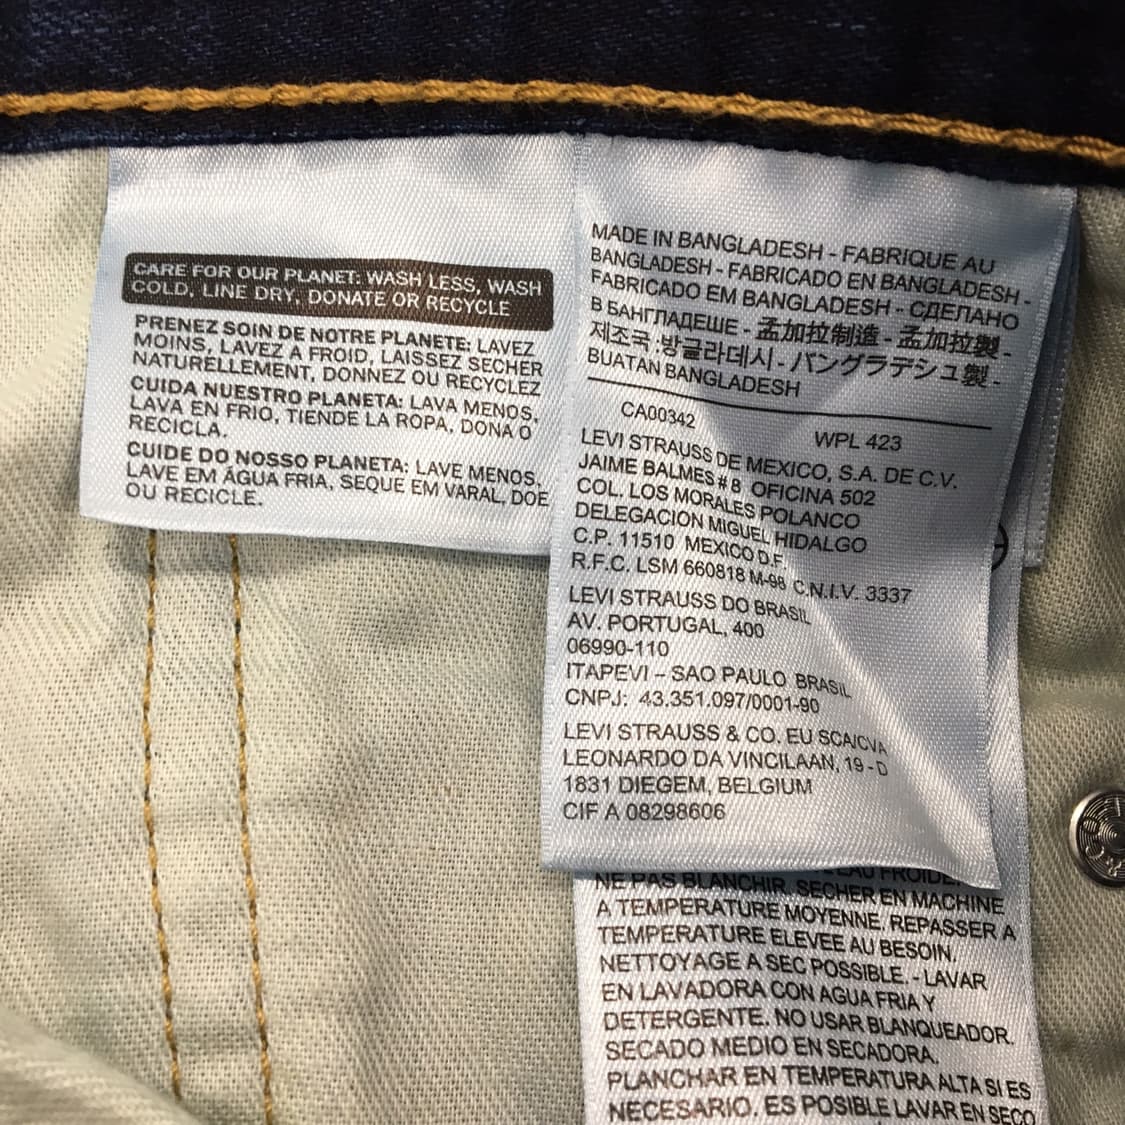 CARE FOR OUR PLANET: WASH LESS, WASH
COLD, LINE DRY, DONATE OR RECYCLE
PRENEZ SOIN DE NOTRE PLANETE: LAVEZ
MOINS, LAVEZ A FROID, LAISSEZ SECHER
NATURELLEMENT, DONNEZ OU RECYCLEZ
CUIDA NUESTRO PLANETA: LAVA MENOS,
LAVA EN FRIO, TIENDE LA ROPA, DONA O
RECICLA.
CUIDE DO NOSSO PLANETA: LAVE MENOS.
LAVE EM ÁGUA FRIA, SEQUE EM VARAL, DOE
OU RECICLE.
MADE IN BANGLADESH - FABRIQUE AU
BANGLADESH - FABRICADO EN BANGLADESH -
FABRICADO EM BANGLADESH - СДЕЛАНО
В БАНГЛАДЕШЕ - 孟加拉制造 - 孟加拉製 -
제조국 :방글라데시 - バングラデシュ製 -
BUATAN BANGLADESH
CA00342 WPL 423
LEVI STRAUSS DE MEXICO, S.A. DE C.V.
JAIME BALMES # 8 OFICINA 502
COL. LOS MORALES POLANCO
DELEGACION MIGUEL HIDALGO
C.P. 11510 MEXICO D.F.
R.F.C. LSM 660818 M-98 C.N.I.V. 3337
LEVI STRAUSS DO BRASIL
AV. PORTUGAL, 400
06990-110
ITAPEVI – SAO PAULO BRASIL
CNPJ: 43.351.097/0001-90
LEVI STRAUSS & CO. EU SCA/CVA
LEONARDO DA VINCILAAN, 19 - D
1831 DIEGEM, BELGIUM
CIF A 08298606
FROIDE.
NE PAS BLANCHIR. SECHER EN MACHINE
A TEMPERATURE MOYENNE. REPASSER A
TEMPERATURE ELEVEE AU BESOIN,
NETTOYAGE A SEC POSSIBLE. - LAVAR
EN LAVADORA CON AGUA FRIA Y
DETERGENTE. NO USAR BLANQUEADOR.
SECADO MEDIO EN SECADORA.
PLANCHAR EN TEMPERATURA ALTA SI ES
NECESARIO. ES POSIBLE LAVAR EN SECO